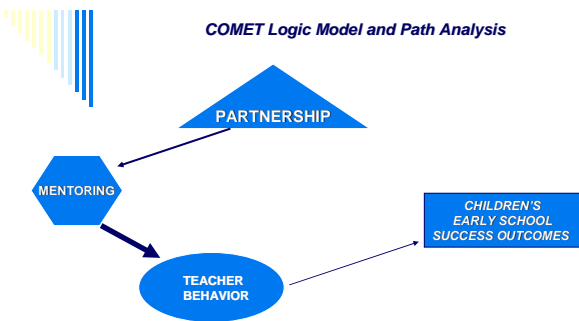 COMET Logic Model and Path Analysis
PARTNERSHIP
MENTORING
CHILDREN'S
EARLY SCHOOL
SUCCESS OUTCOMES
TEACHER
BEHAVIOR